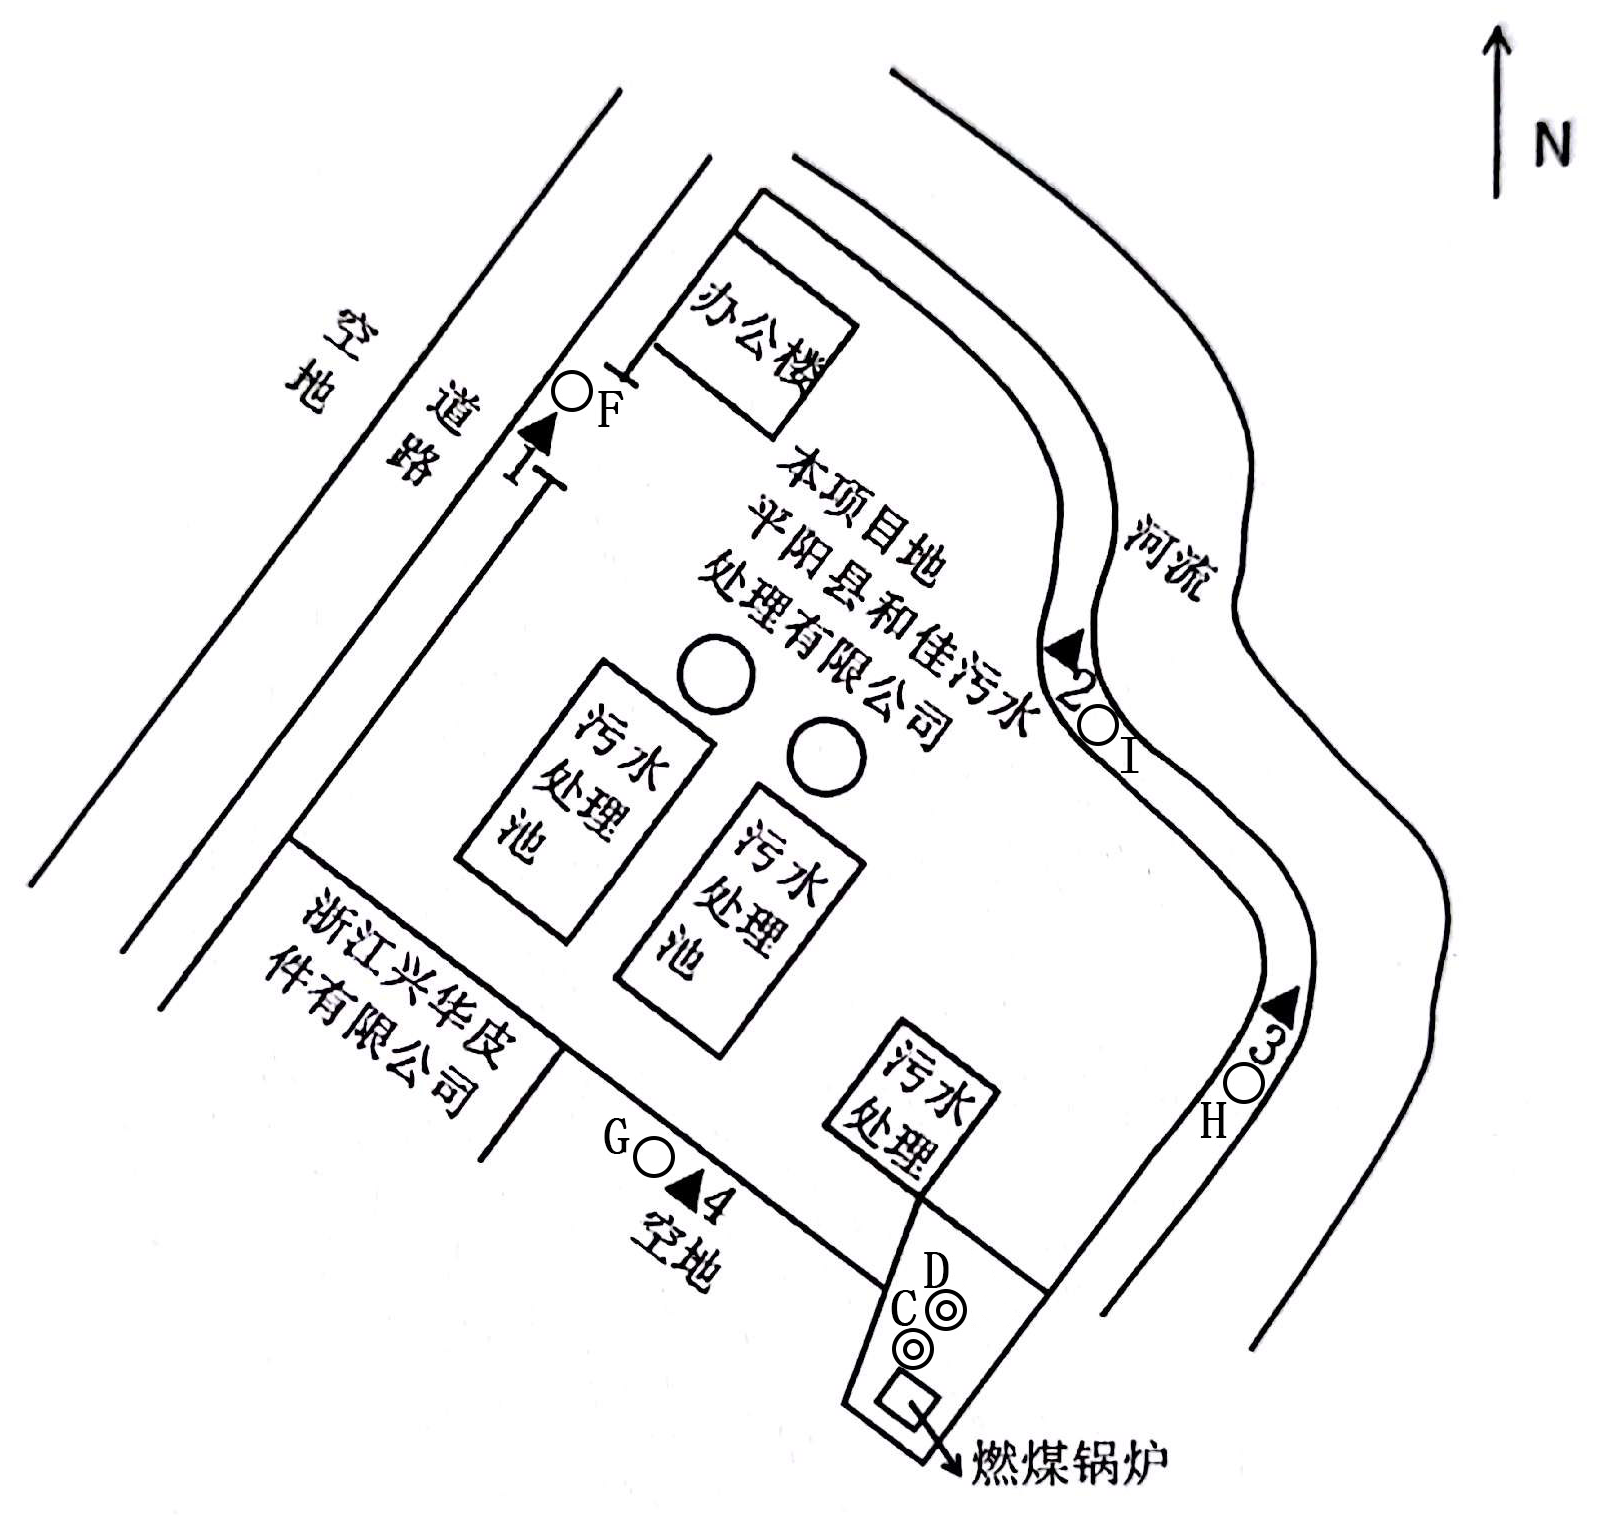 N
办公楼
空
地
道
路
F
1
本项目地
平阳县和佳污水
处理有限公司
河流
2
I
污水
处理
池
污水
处理
池
浙江兴华皮
件有限公司
3
H
污水
处理
G
4
空地
D
C
燃煤锅炉